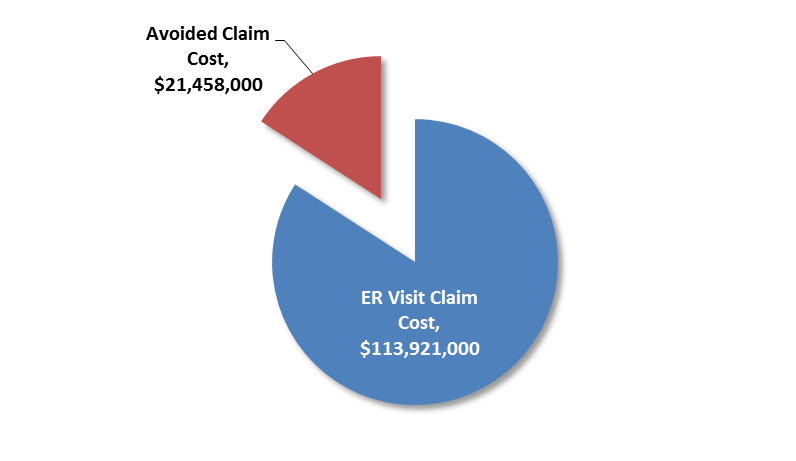 Avoided Claim
Cost,
$21,458,000
ER Visit Claim
Cost,
$113,921,000